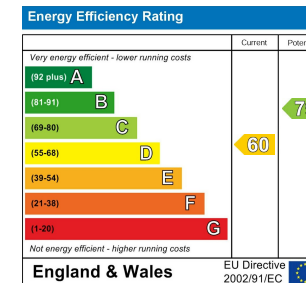 Energy Efficiency Rating
Current
Very energy efficient - lower running costs
(92 plus) A
(81-91) B
(69-80) C
(55-68) D
60
(39-54) E
(21-38) F
(1-20) G
Not energy efficient - higher running costs
England & Wales
EU Directive
2002/91/EC